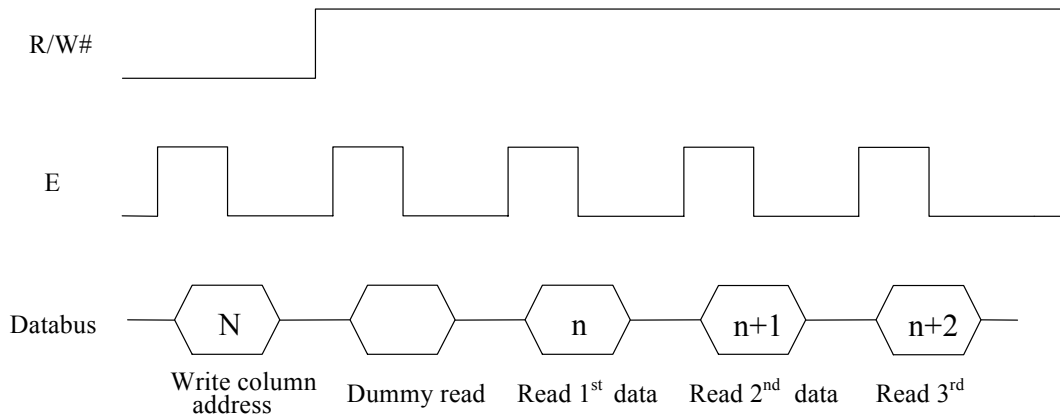 R/W#
E
Databus
N
n
n+1
n+2
Write column
address
Dummy read
Read 1st data
Read 2nd data
Read 3rd